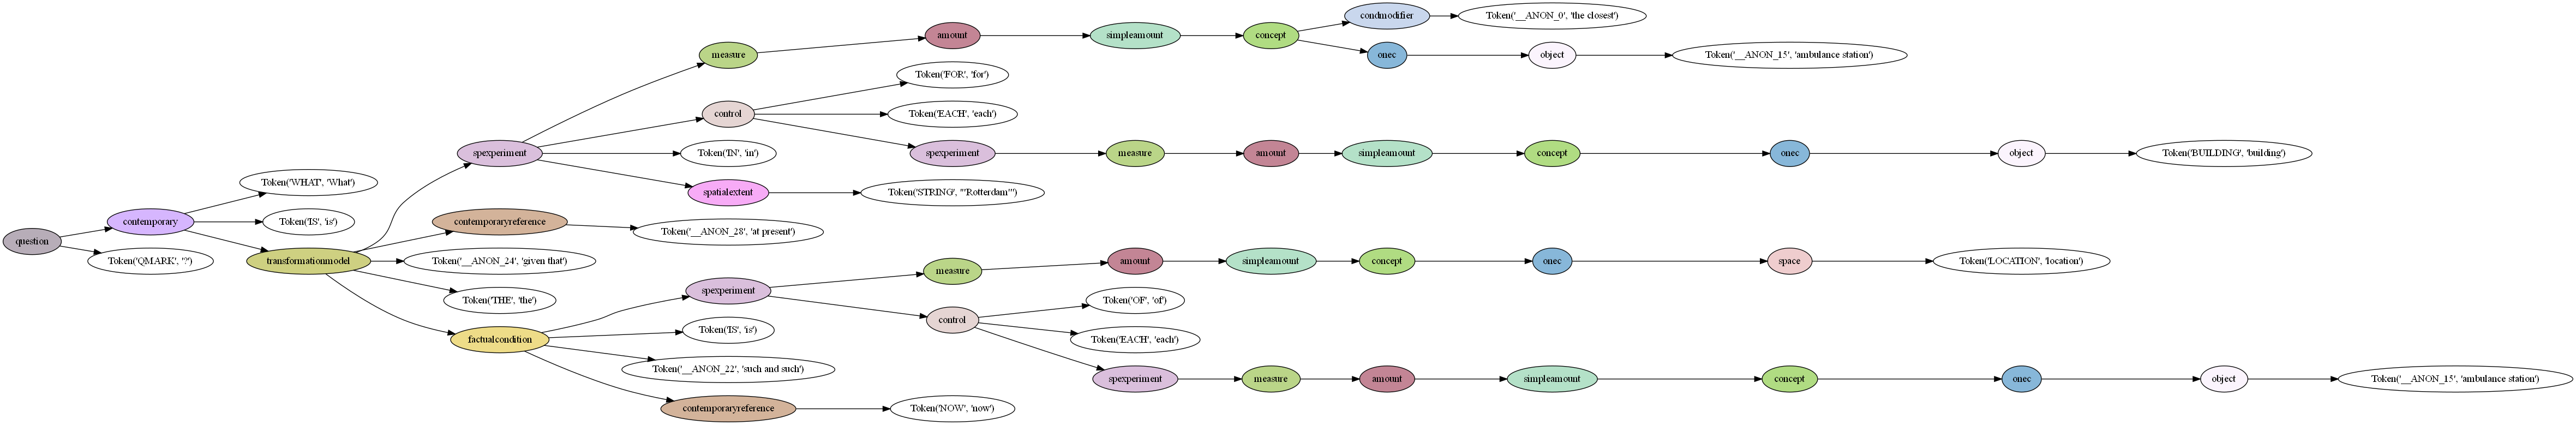 condmodifier
Token('__ANON_0', 'the closest')
amount
simpleamount
concept
measure
onec
object
Token('__ANON_15', 'ambulance station')
Token('FOR', 'for')
control
Token('EACH', 'each')
spexperiment
Token('IN', 'in')
spexperiment
measure
amount
simpleamount
concept
onec
object
Token('BUILDING', 'building')
Token('WHAT', 'What')
spatialextent
Token('STRING', "'Rotterdam'")
contemporary
Token('IS', 'is')
contemporaryreference
Token('__ANON_28', 'at present')
question
Token('QMARK', '?')
transformationmodel
Token('__ANON_24', 'given that')
measure
amount
simpleamount
concept
onec
space
Token('LOCATION', 'location')
Token('THE', 'the')
spexperiment
Token('OF', 'of')
control
factualcondition
Token('IS', 'is')
Token('EACH', 'each')
Token('__ANON_22', 'such and such')
spexperiment
measure
amount
simpleamount
concept
onec
object
Token('__ANON_15', 'ambulance station')
contemporaryreference
Token('NOW', 'now')